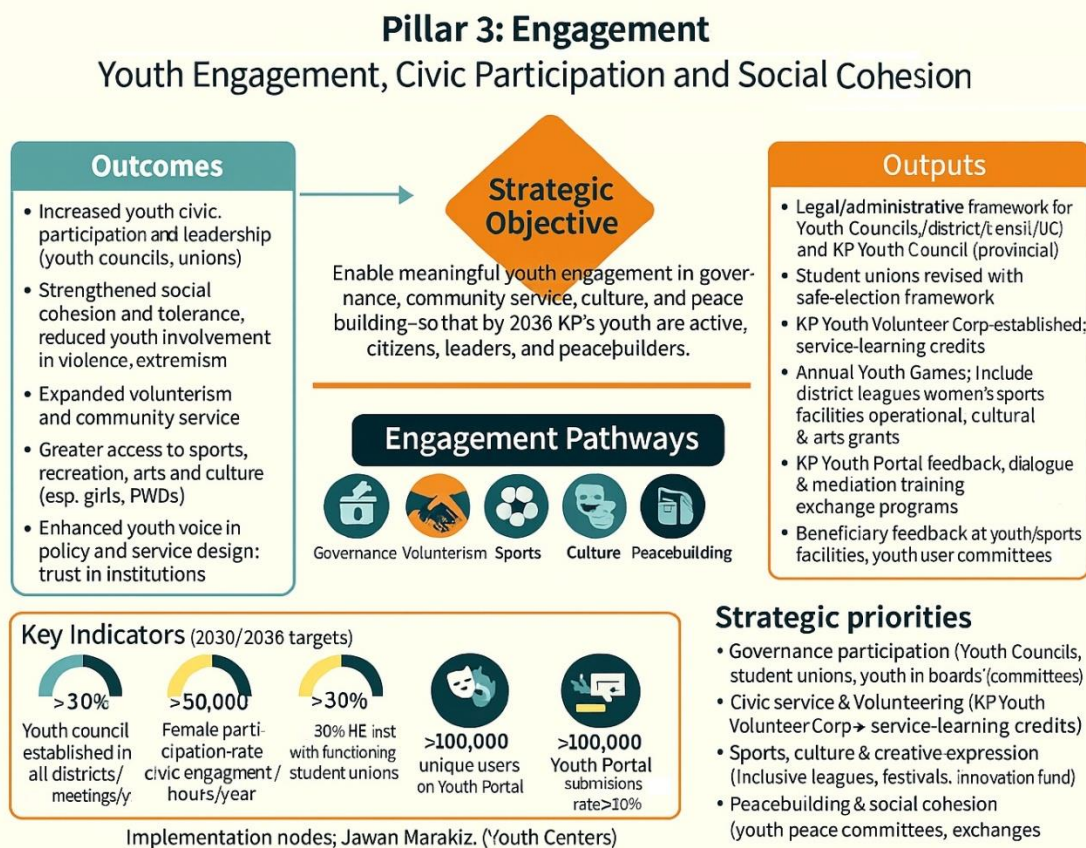 Pillar 3: Engagement
Youth Engagement, Civic Participation and Social Cohesion
Outcomes
• Increased youth civic.
participation and leadership
(youth councils, unions)
• Strengthened social
cohesion and tolerance,
reduced youth involvement
in violence, extremism
• Expanded volunterism
and community service
• Greater access to sports,
recreation, arts and culture
(esp. girls, PWDs)
• Enhanced youth voice in
policy and service design:
trust in institutions
Strategic
Objective
Enable meaningful youth engagement in gover-
nance, community service, culture, and peace
building–so that by 2036 KP's youth are active,
citizens, leaders, and peacebuilders.
Engagement Pathways
Governance
Volunterism
Sports
Culture
Peacebuilding
Outputs
• Legal/administrative framework for
Youth Councils,/district/tensil/UC)
and KP Youth Council (provincial)
• Student unions revised with
safe-election framework
• KP Youth Volunteer Corp-established;
service-learning credits
• Annual Youth Games; Include
district leagues women's sports
facilities operational, cultural
& arts grants
• KP Youth Portal feedback, dialogue
& mediation training
exchange programs
• Beneficiary feedback at youth/sports
facilities, youth user committees
Key Indicators (2030/2036 targets)
>30%
Youth council
established in
all districts/
meetings/y
>50,000
Female parti-
cipation-rate
civic engagment/
hours/year
>30%
30% HE inst
with functioning
student unions
>100,000
unique users
on Youth Portal
>100,000
Youth Portal
submisions
rate>10%
Implementation nodes; Jawan Marakiz. (Youth Centers)
Strategic priorities
• Governance participation (Youth Councils,
student unions, youth in boards'(committees)
• Civic service & Volunteering (KP Youth
Volunteer Corp→ service-learning credits)
• Sports, culture & creative-expression
(Inclusive leagues, festivals. innovation fund)
• Peacebuilding & social cohesion
(youth peace committees, exchanges